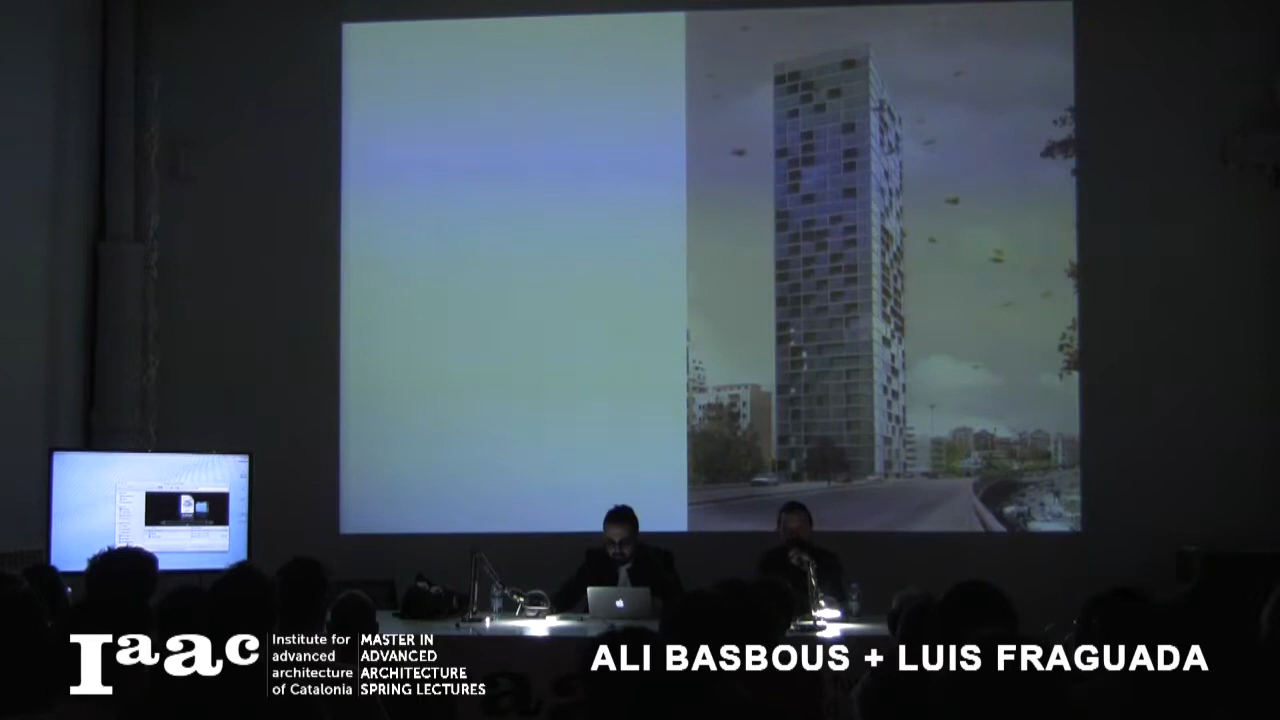 Iaac
Institute for
advanced
architecture
of Catalonia
MASTER IN
ADVANCED
ARCHITECTURE
SPRING LECTURES
ALI BASBOUS + LUIS FRAGUADA